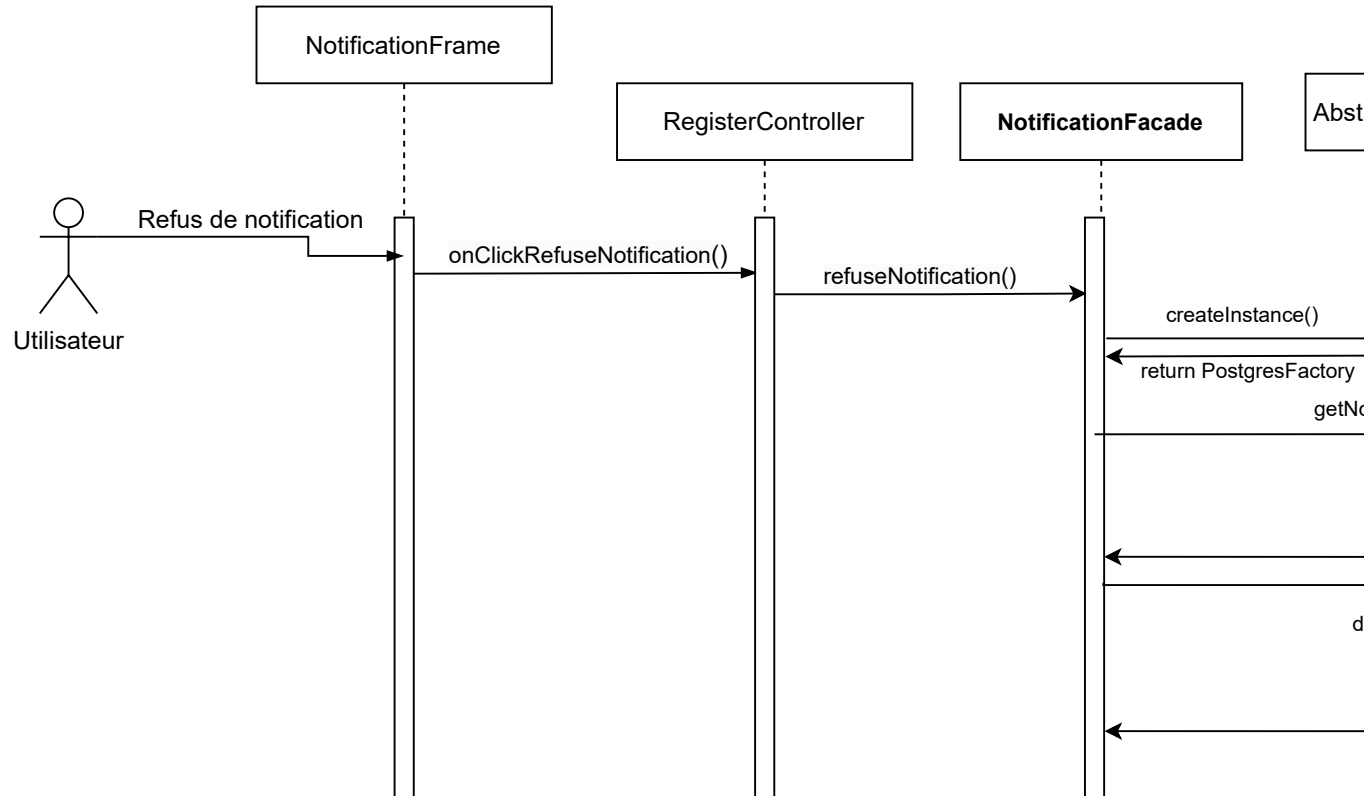 NotificationFrame
RegisterController
NotificationFacade
Abst
Refus de notification
onClickRefuseNotification()
refuseNotification()
createInstance()
Utilisateur
return PostgresFactory
getNo
d